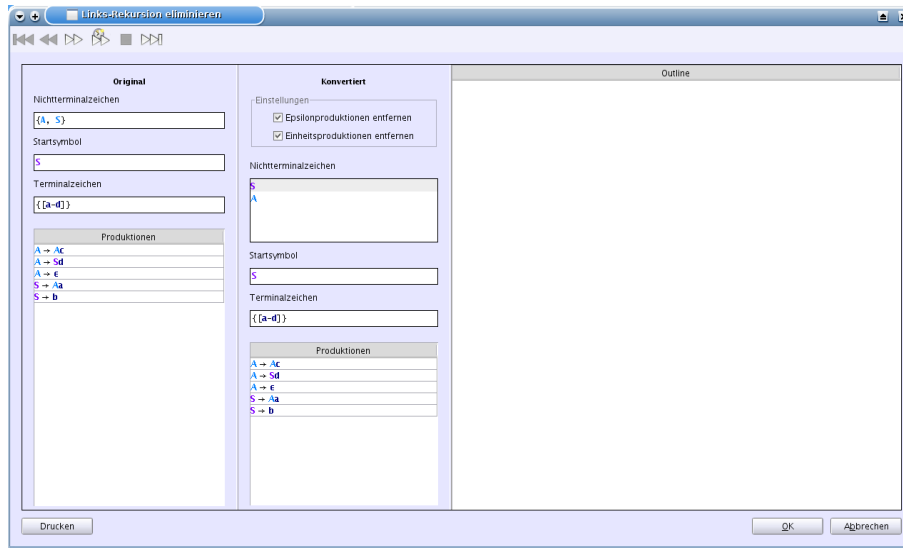 Links-Rekursion eliminieren
Original
Nichtterminalzeichen
{A, S}
Startsymbol
S
Terminalzeichen
{[a-d]}
Produktionen
A → Ac
A → Sd
A → ε
S → Aa
S → b
Konvertiert
Einstellungen
Epsilonproduktionen entfernen
Einheitsproduktionen entfernen
Nichtterminalzeichen
S
A
Startsymbol
S
Terminalzeichen
{[a-d]}
Produktionen
A → Ac
A → Sd
A → ε
S → Aa
S → b
Outline
Drucken
OK
Abbrechen